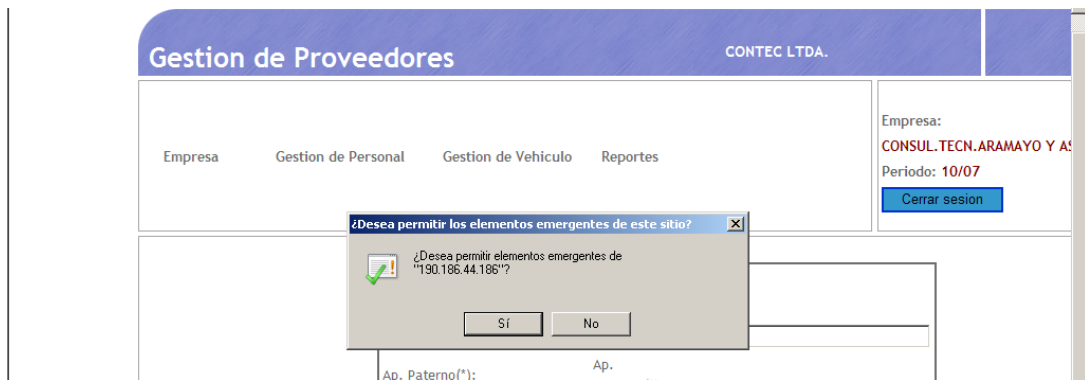 Gestion de Proveedores
CONTEC LTDA.
Empresa
Gestion de Personal
Gestion de Vehiculo
Reportes
Empresa:
CONSUL.TECN.ARAMAYO Y
Periodo: 10/07
Cerrar sesion
¿Desea permitir los elementos emergentes de este sitio?
¿Desea permitir elementos emergentes de
"190.186.44.186"?
Sí
No
Ap. Paterno(*):
Ap.